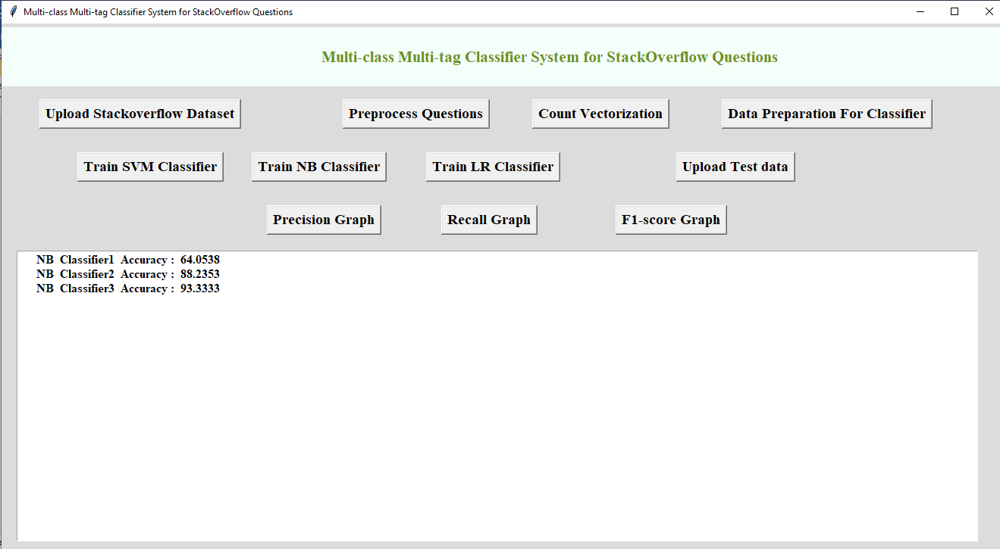 Multi-class Multi-tag Classifier System for StackOverflow Questions
Multi-class Multi-tag Classifier System for StackOverflow Questions
Upload Stackoverflow Dataset
Preprocess Questions
Count Vectorization
Data Preparation For Classifier
Train SVM Classifier
Train NB Classifier
Train LR Classifier
Upload Test data
Precision Graph
Recall Graph
F1-score Graph
NB Classifier1 Accuracy : 64.0538
NB Classifier2 Accuracy : 88.2353
NB Classifier3 Accuracy : 93.3333